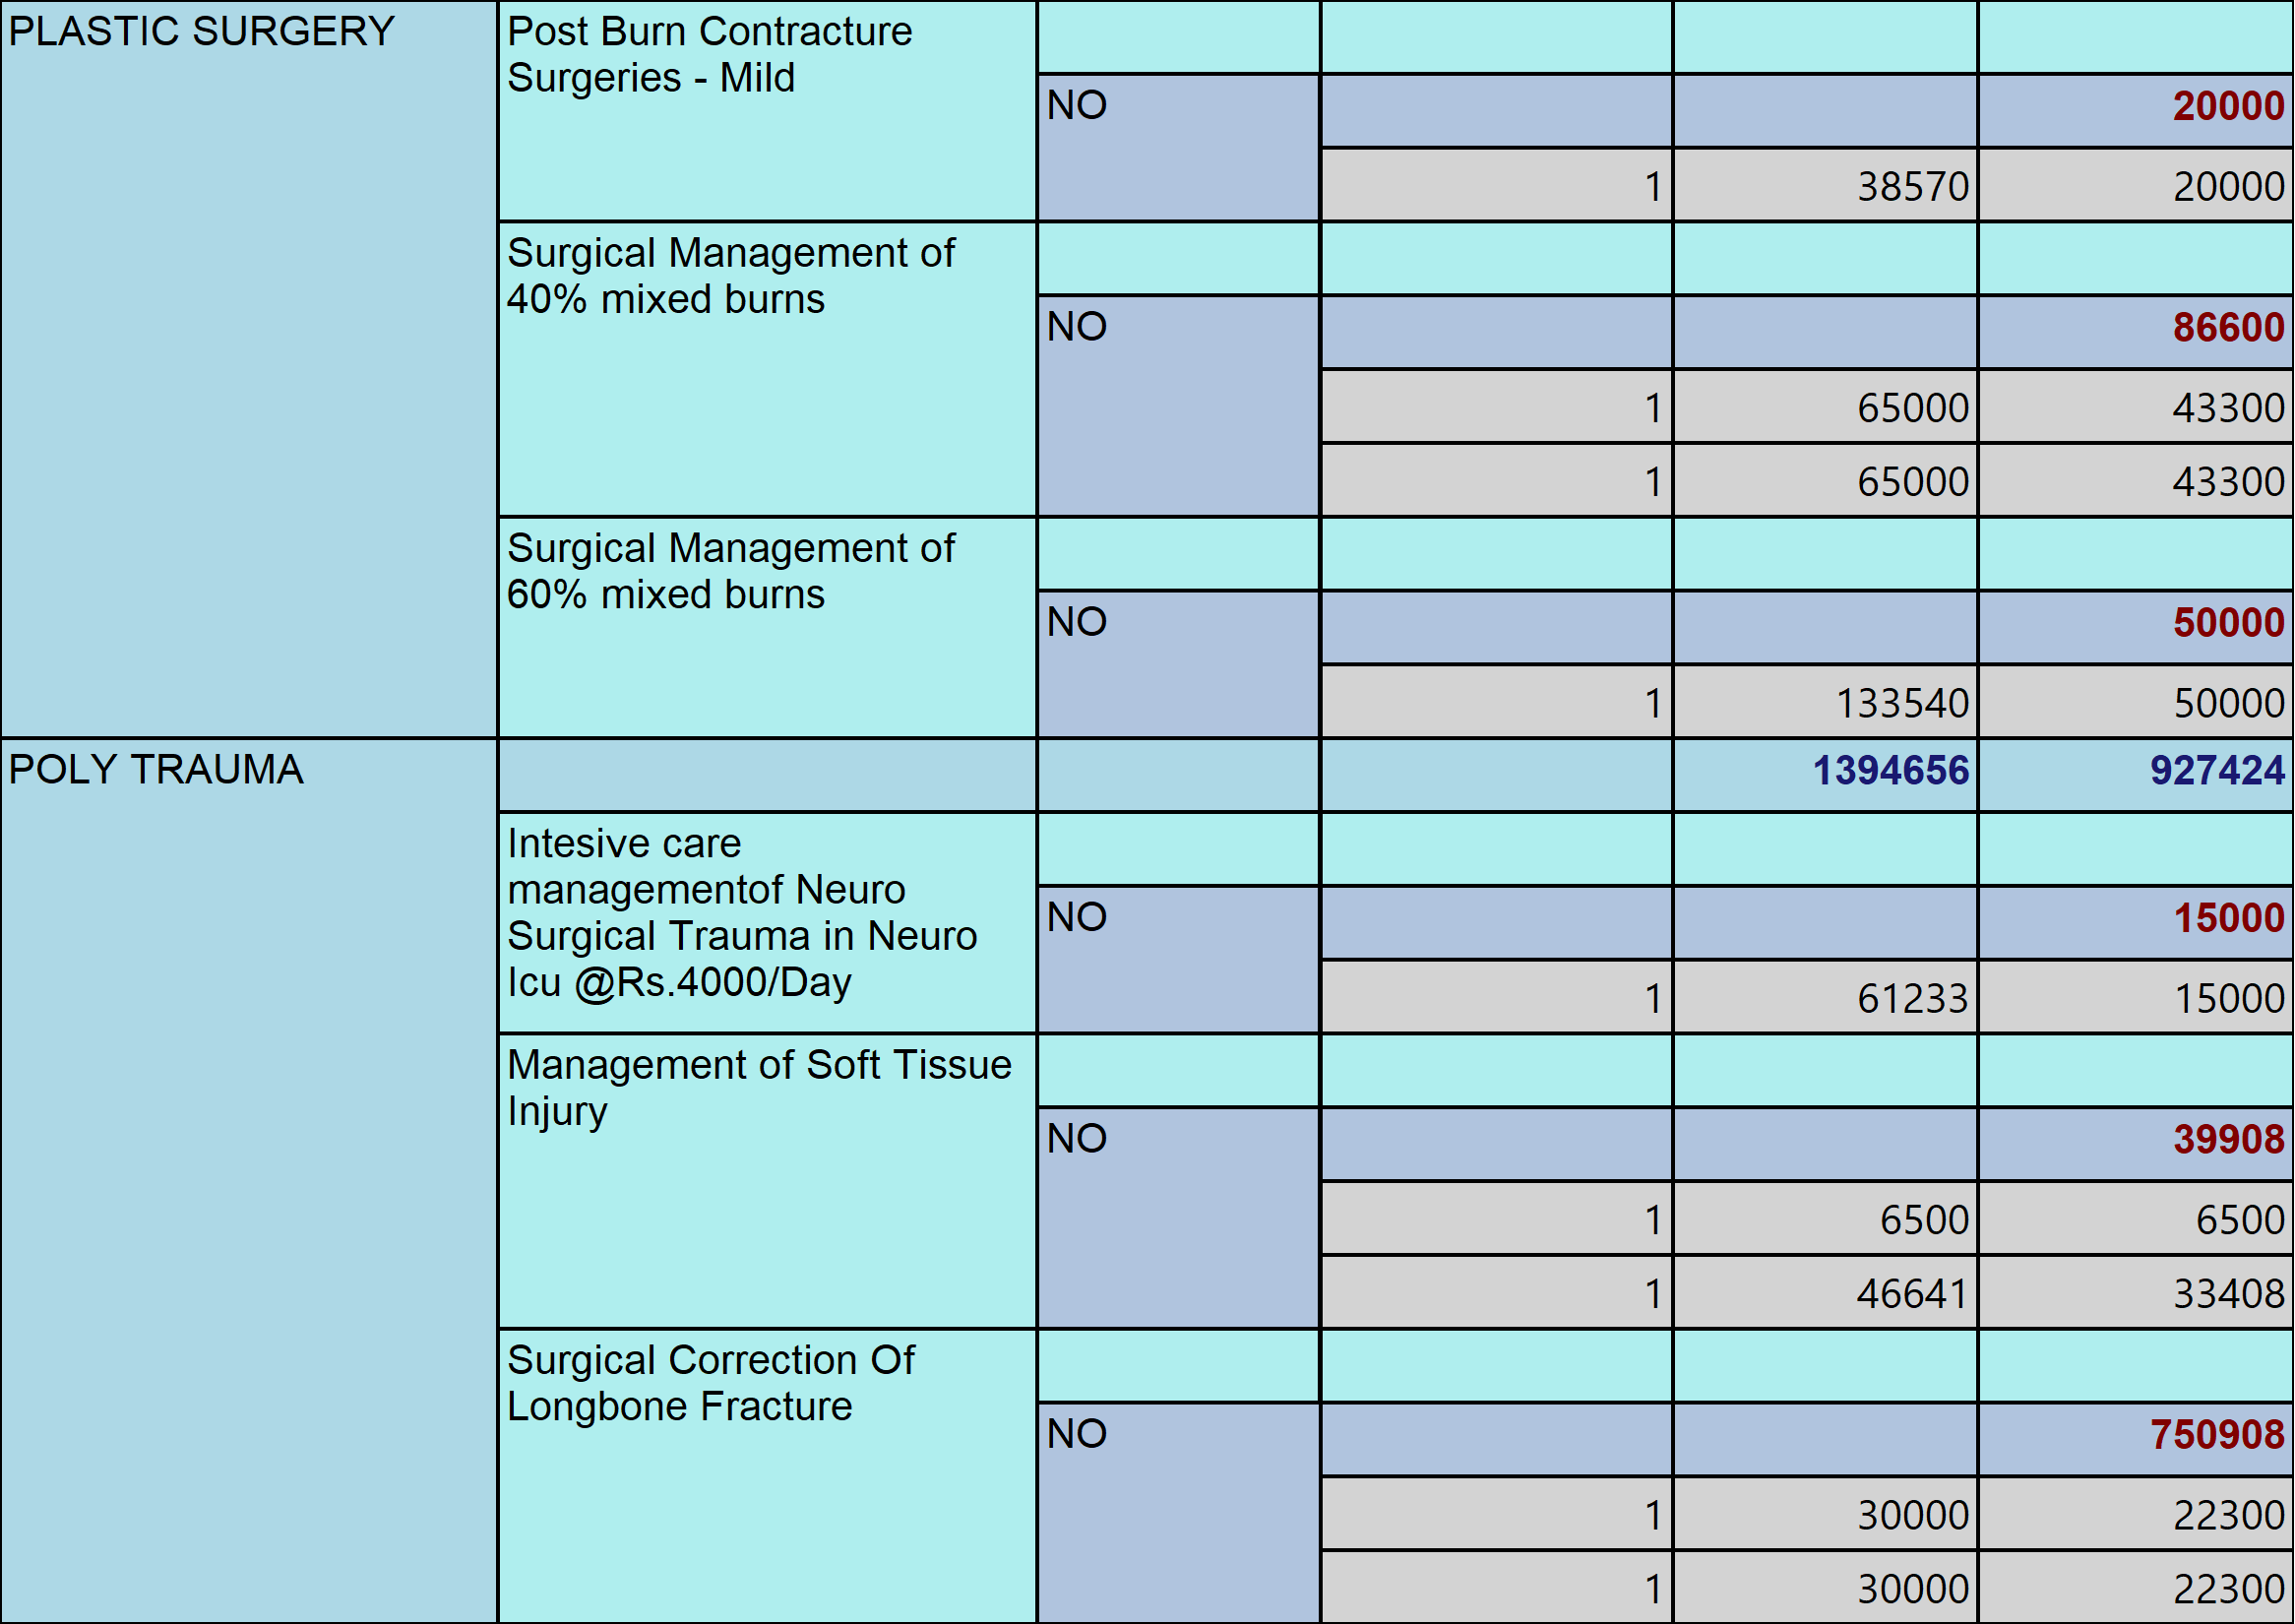 PLASTIC SURGERY
Post Burn Contracture
Surgeries - Mild
NO
20000
1 38570 20000
Surgical Management of
40% mixed burns
NO
86600
1 65000 43300
1 65000 43300
Surgical Management of
60% mixed burns
NO
50000
1 133540 50000
POLY TRAUMA
1394656 927424
Intesive care
managementof Neuro
Surgical Trauma in Neuro
Icu @Rs.4000/Day
NO
15000
1 61233 15000
Management of Soft Tissue
Injury
NO
39908
1 6500 6500
1 46641 33408
Surgical Correction Of
Longbone Fracture
NO
750908
1 30000 22300
1 30000 22300